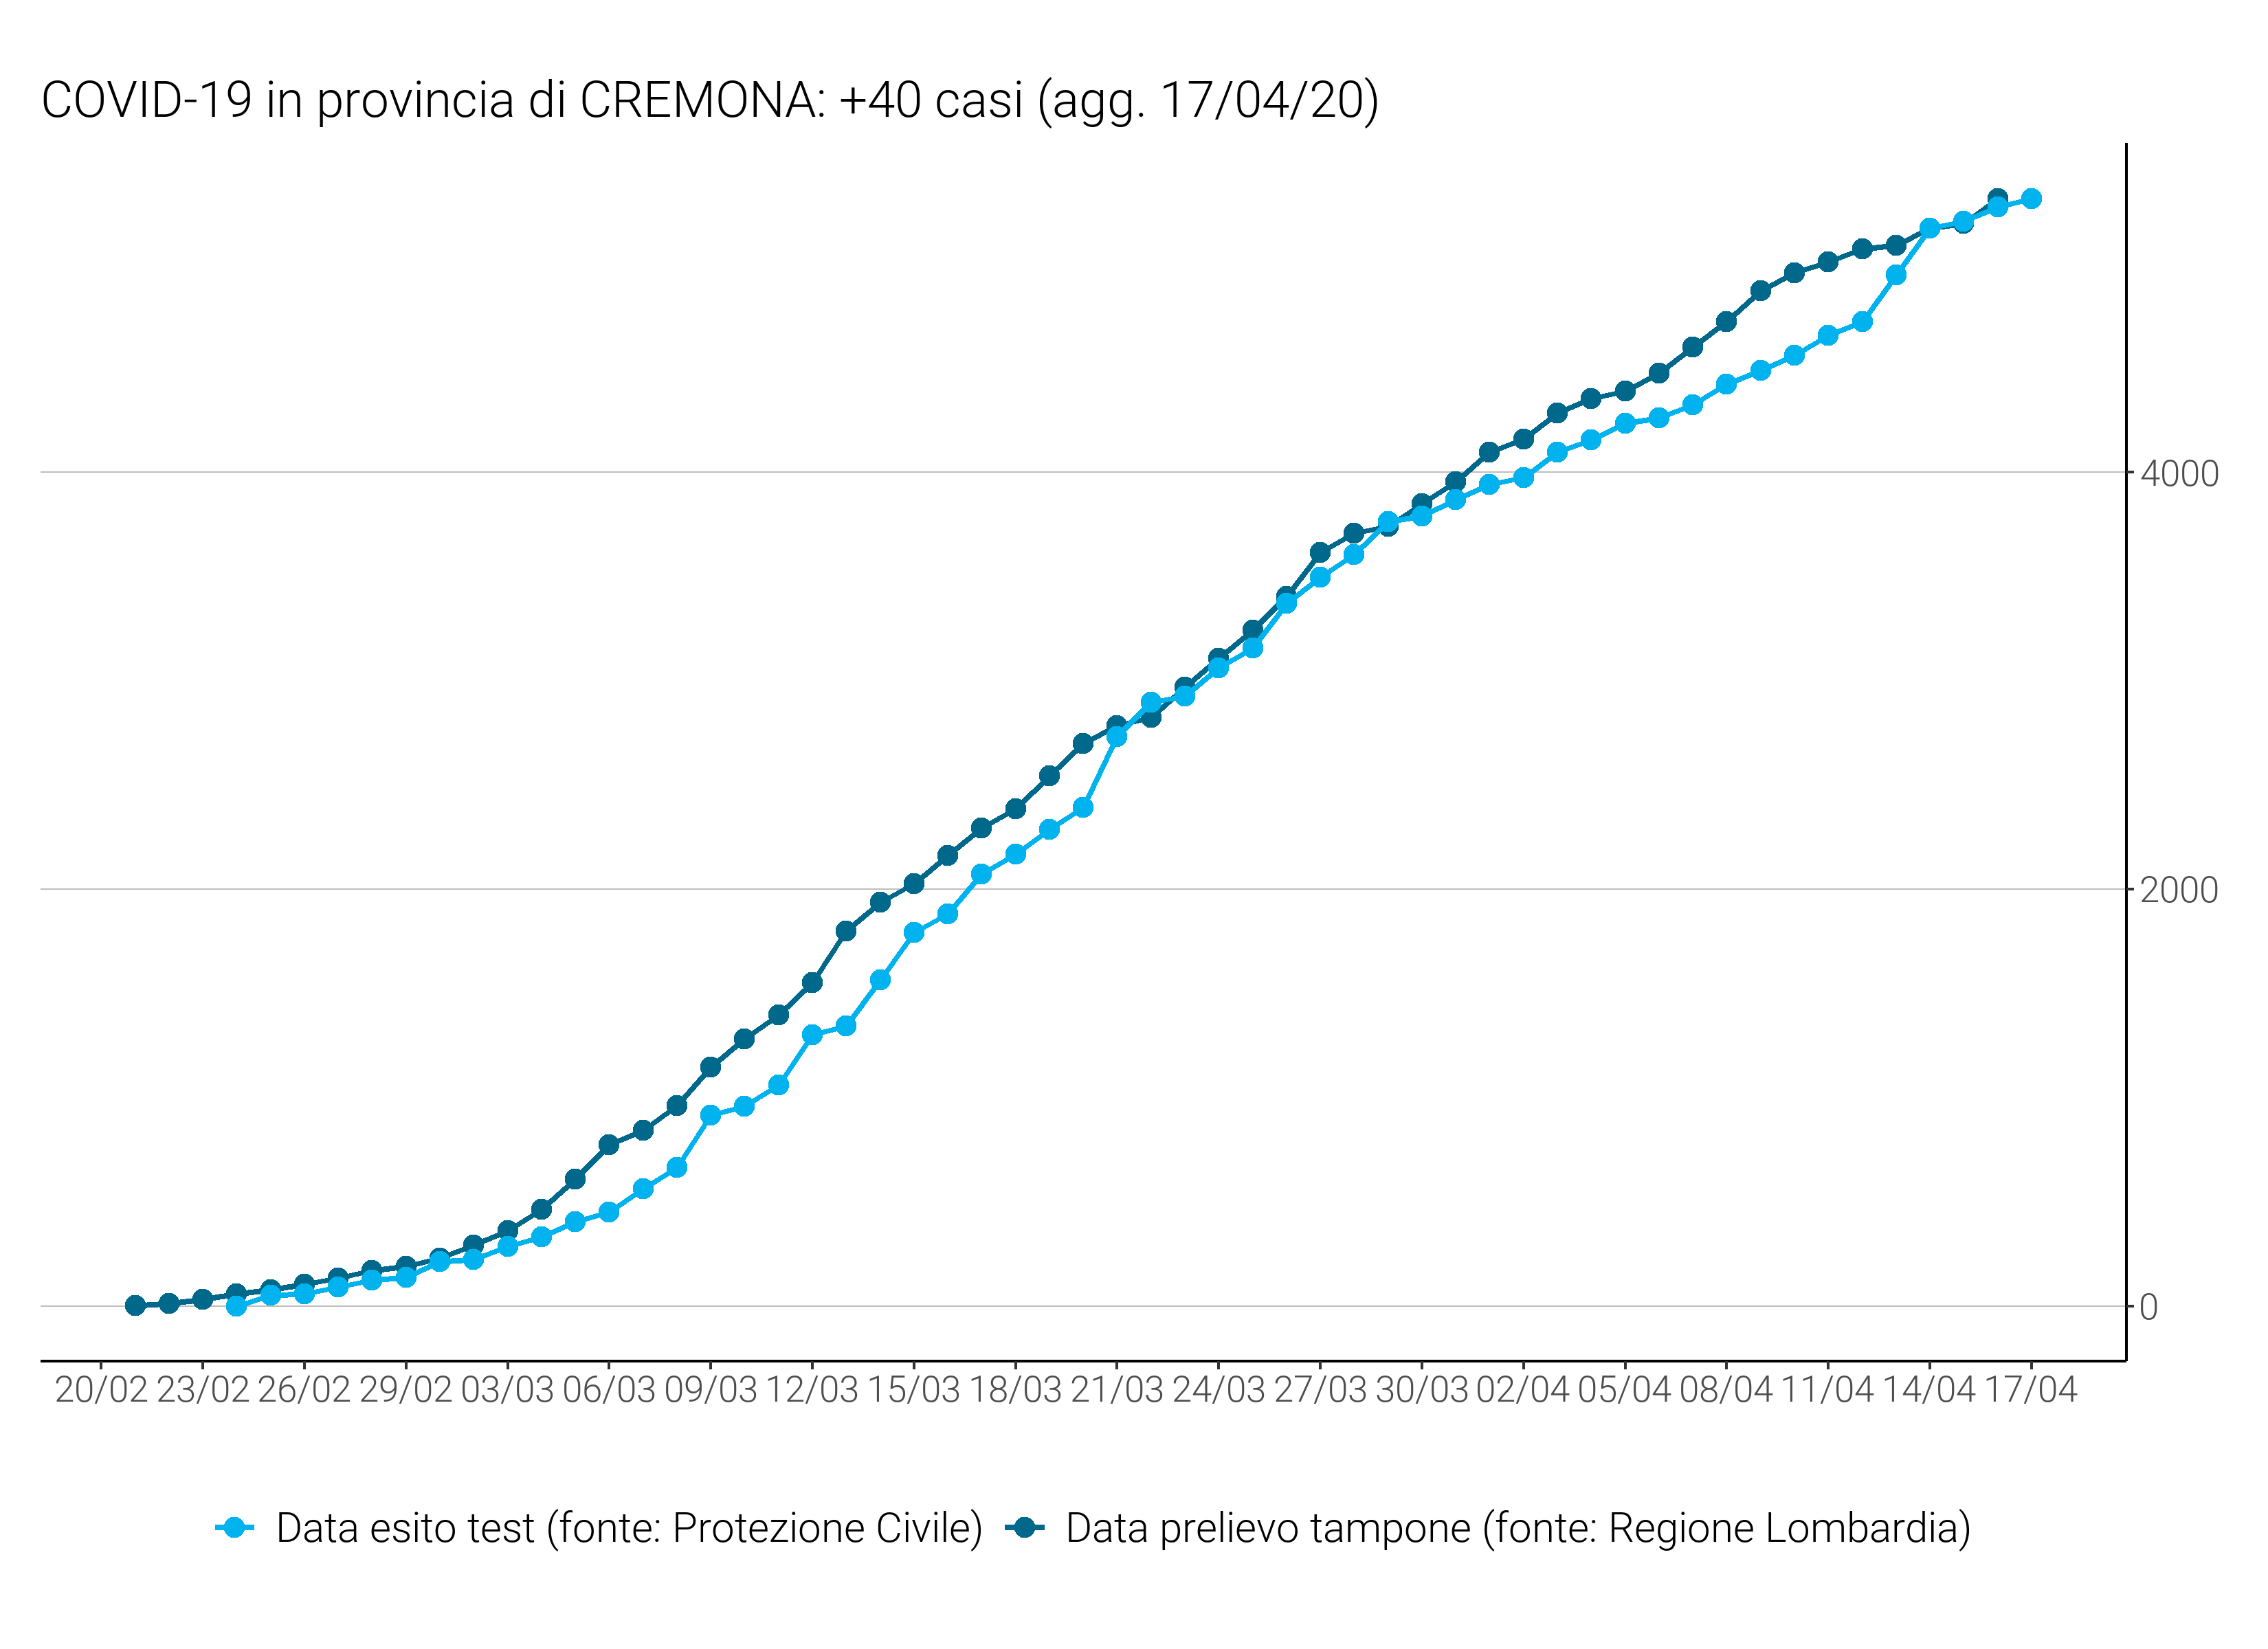 COVID-19 in provincia di CREMONA: +40 casi (agg. 17/04/20)
4000
2000
0
20/02 23/02 26/02 29/02 03/03 06/03 09/03 12/03 15/03 18/03 21/03 24/03 27/03 30/03 02/04 05/04 08/04 11/04 14/04 17/04
Data esito test (fonte: Protezione Civile) Data prelievo tampone (fonte: Regione Lombardia)